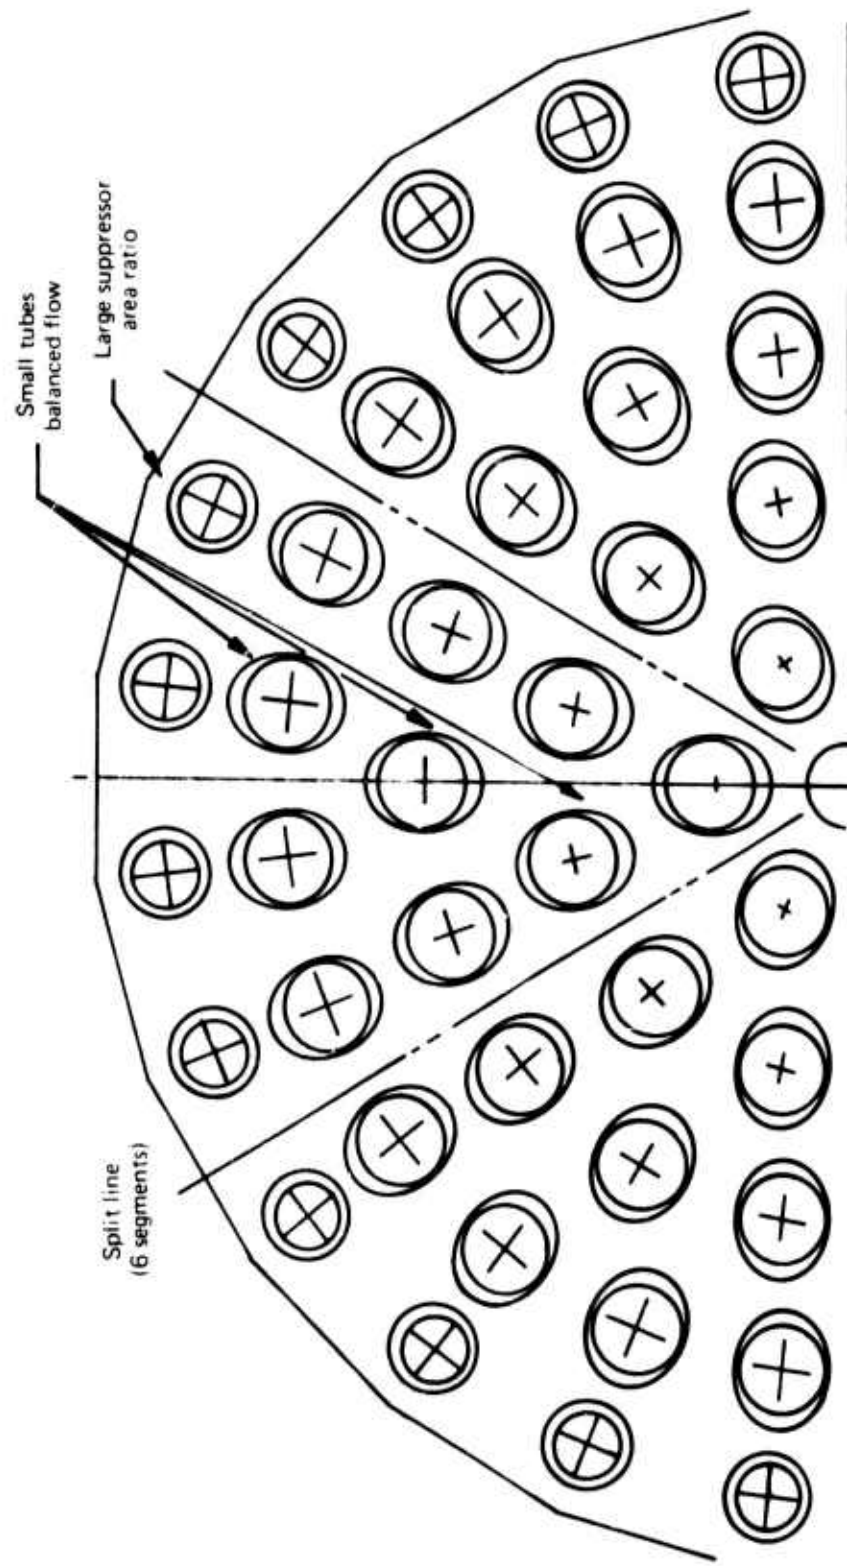 Small tubes
balanced flow
Large suppressor
area ratio
Split line
(6 segments)